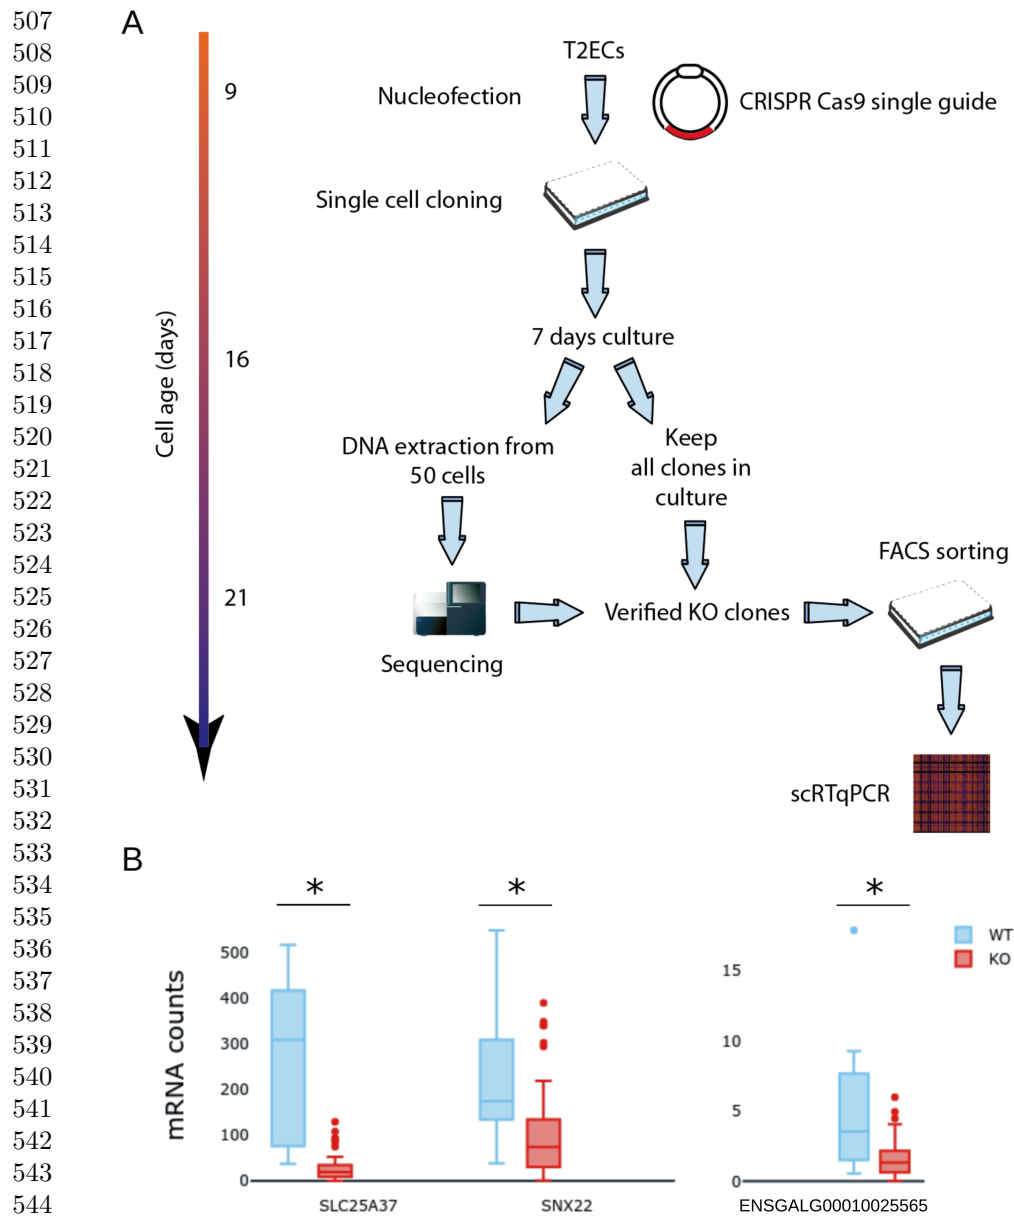 507
508
509
510
511
512
513
514
515
516
517
518
519
520
521
522
523
524
525
526
527
528
529
530
531
532
533
534
535
536
537
538
539
540
541
542
543
544
A
Cell age (days)
9
16
21
T2ECs
Nucleofection
CRISPR Cas9 single guide
Single cell cloning
7 days culture
DNA extraction from
50 cells
Keep
all clones in
culture
FACS sorting
Verified KO clones
Sequencing
scRTqPCR
B
* * *
mRNA counts
500
400
300
200
100
0
15
10
5
0
WT
KO
SLC25A37 SNX22 ENSGALG00010025565